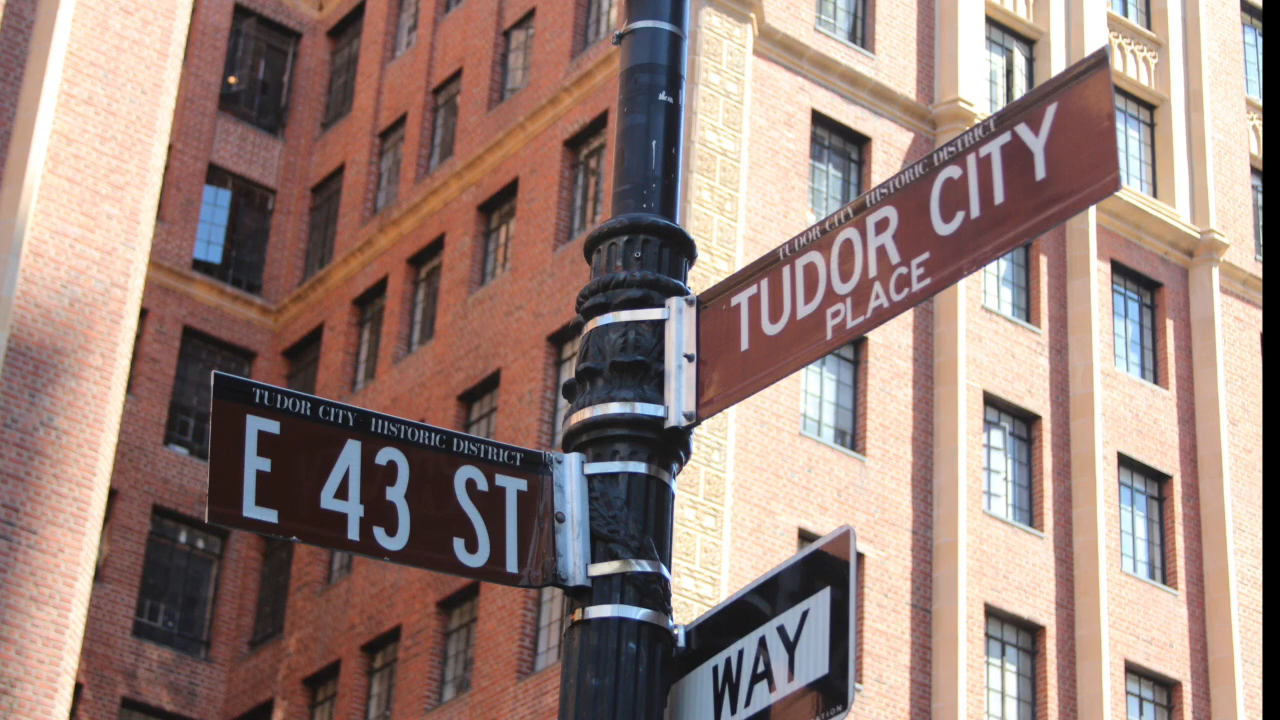 TUDOR CITY HISTORIC DISTRICT
TUDOR CITY
PLACE
TUDOR CITY HISTORIC DISTRICT
E 43 ST
WAY